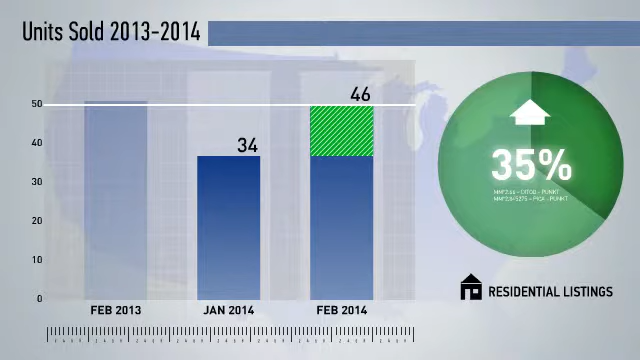 Units Sold 2013-2014
46
34
50
40
30
20
10
0
35%
FEB 2013
JAN 2014
FEB 2014
RESIDENTIAL LISTINGS